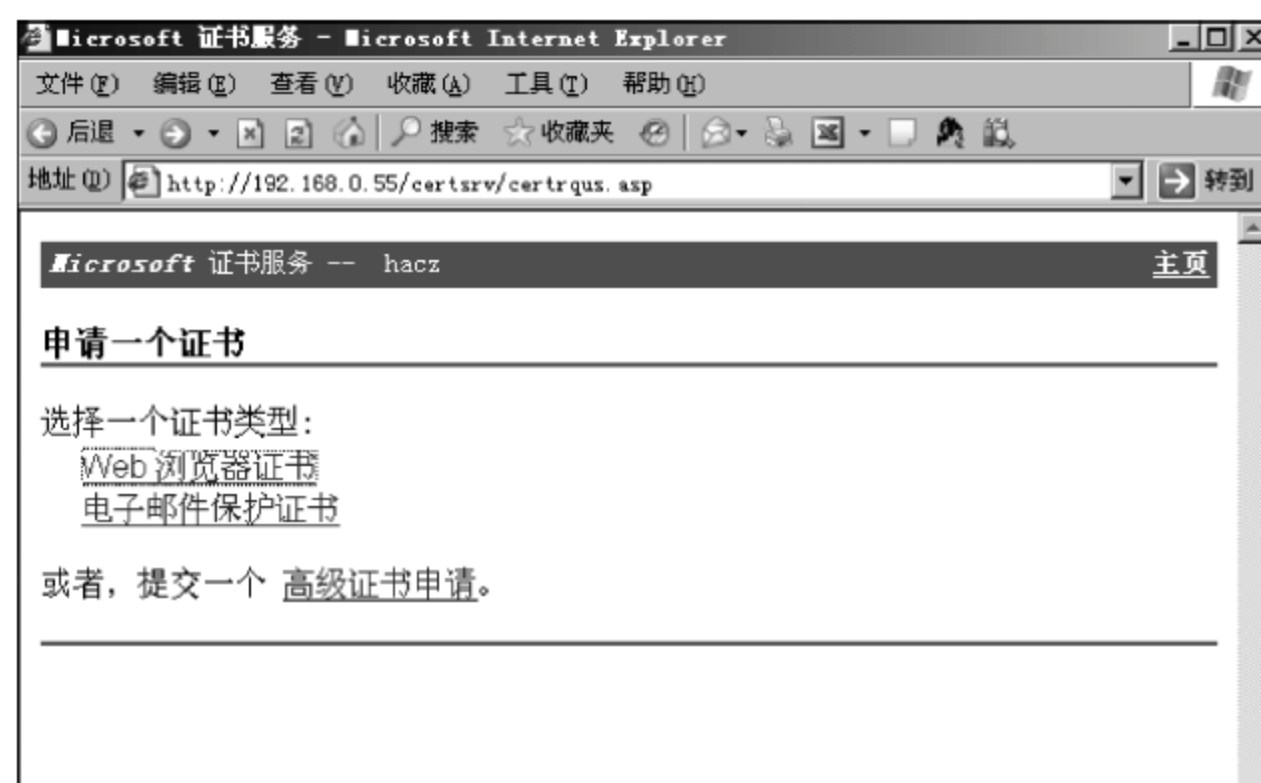 Microsoft 证书服务 - Microsoft Internet Explorer
文件(F) 编辑(E) 查看(V) 收藏(A) 工具(T) 帮助(H)
后退 搜索 收藏夹
地址(D) http://192.168.0.55/certsrv/certrqus.asp 转到
Microsoft 证书服务 -- hacz 主页
申请一个证书
选择一个证书类型:
Web 浏览器证书
电子邮件保护证书
或者，提交一个 高级证书申请。